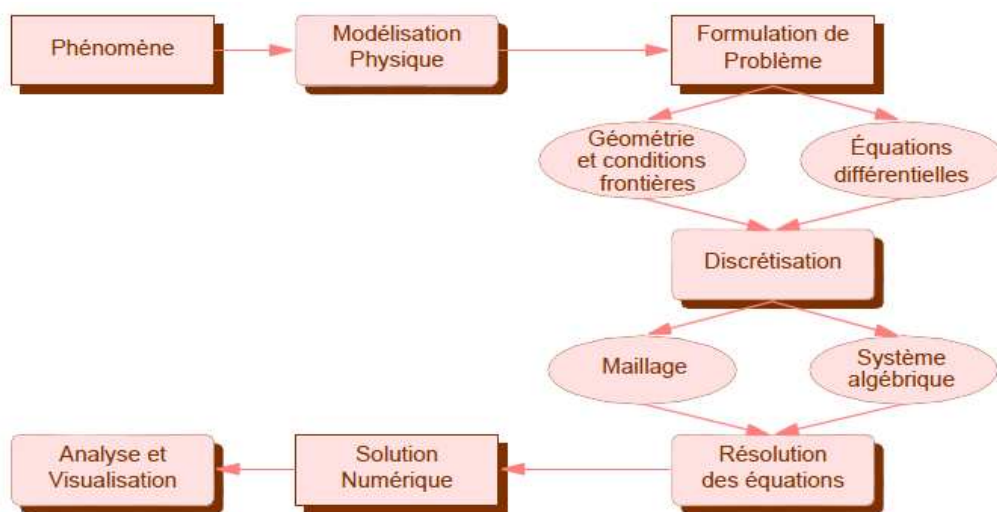 Phénomène
Modélisation
Physique
Formulation de
Problème
Géométrie
et conditions
frontières
Équations
différentielles
Discrétisation
Maillage
Système
algébrique
Analyse et
Visualisation
Solution
Numérique
Résolution
des équations